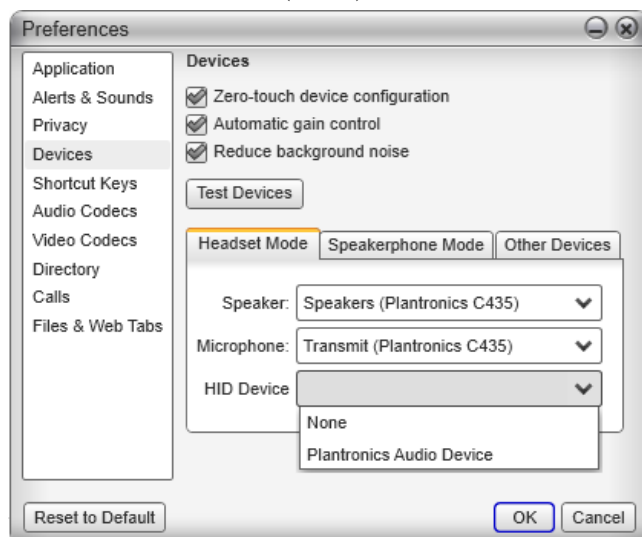 Preferences
Application
Alerts & Sounds
Privacy
Devices
Shortcut Keys
Audio Codecs
Video Codecs
Directory
Calls
Files & Web Tabs
Devices
Zero-touch device configuration
Automatic gain control
Reduce background noise
Test Devices
Headset Mode Speakerphone Mode Other Devices
Speaker: Speakers (Plantronics C435)
Microphone: Transmit (Plantronics C435)
HID Device
None
Plantronics Audio Device
Reset to Default OK Cancel